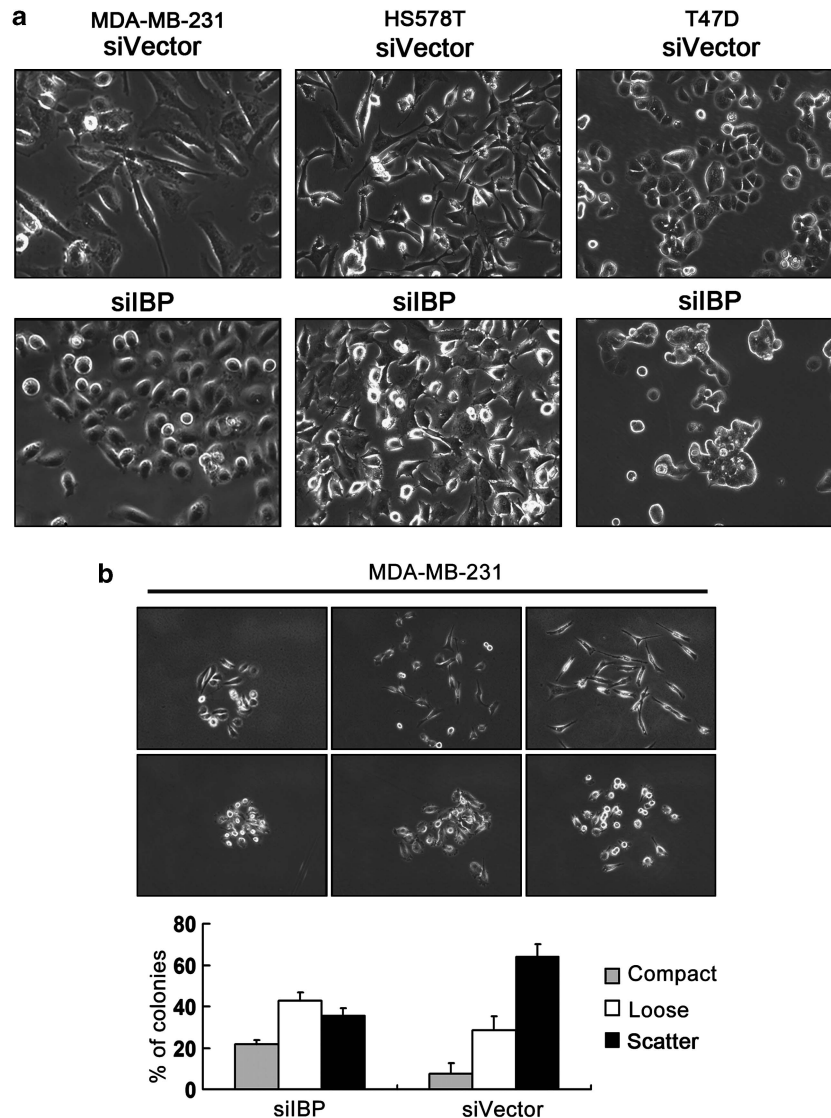 a
MDA-MB-231
siVector
HS578T
siVector
T47D
siVector
siIBP
siIBP
siIBP
b
MDA-MB-231
% of colonies
80
60
40
20
0
siIBP
siVector
Compact
Loose
Scatter